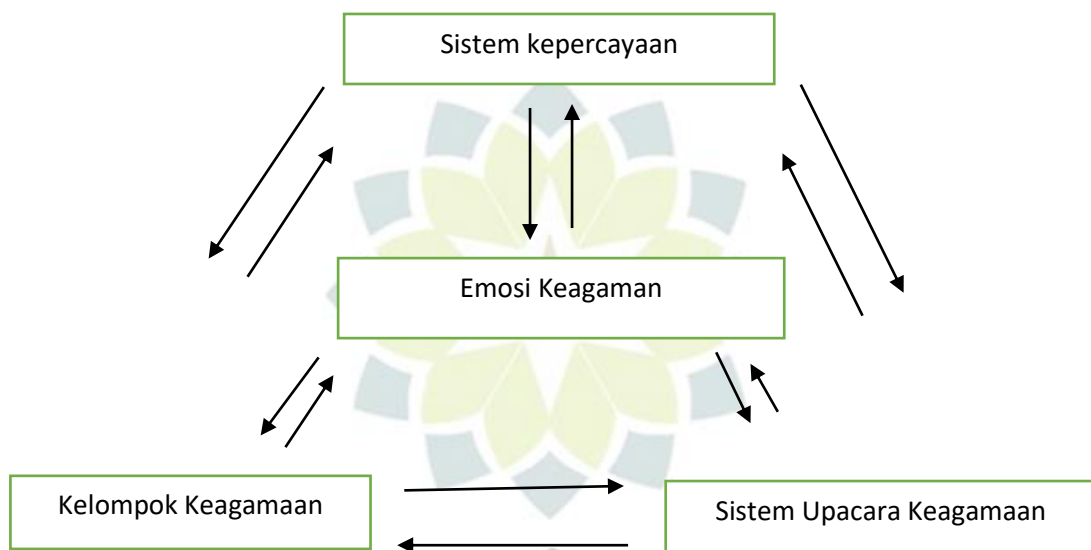 Sistem kepercayaan
Emosi Keagaman
Kelompok Keagamaan
Sistem Upacara Keagamaan